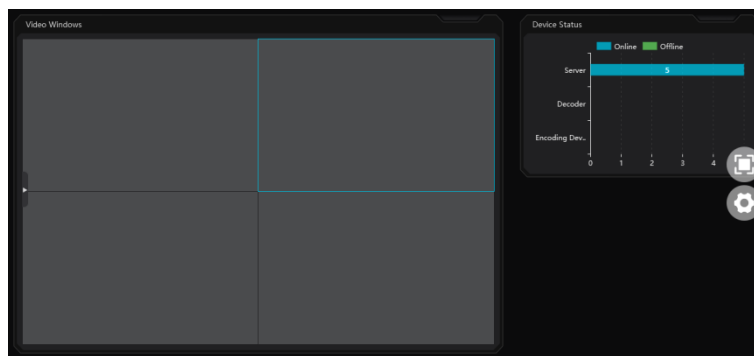 Video Windows
Device Status
Online Offline
Server 5
Decoder
Encoding Dev..
0 1 2 3 4